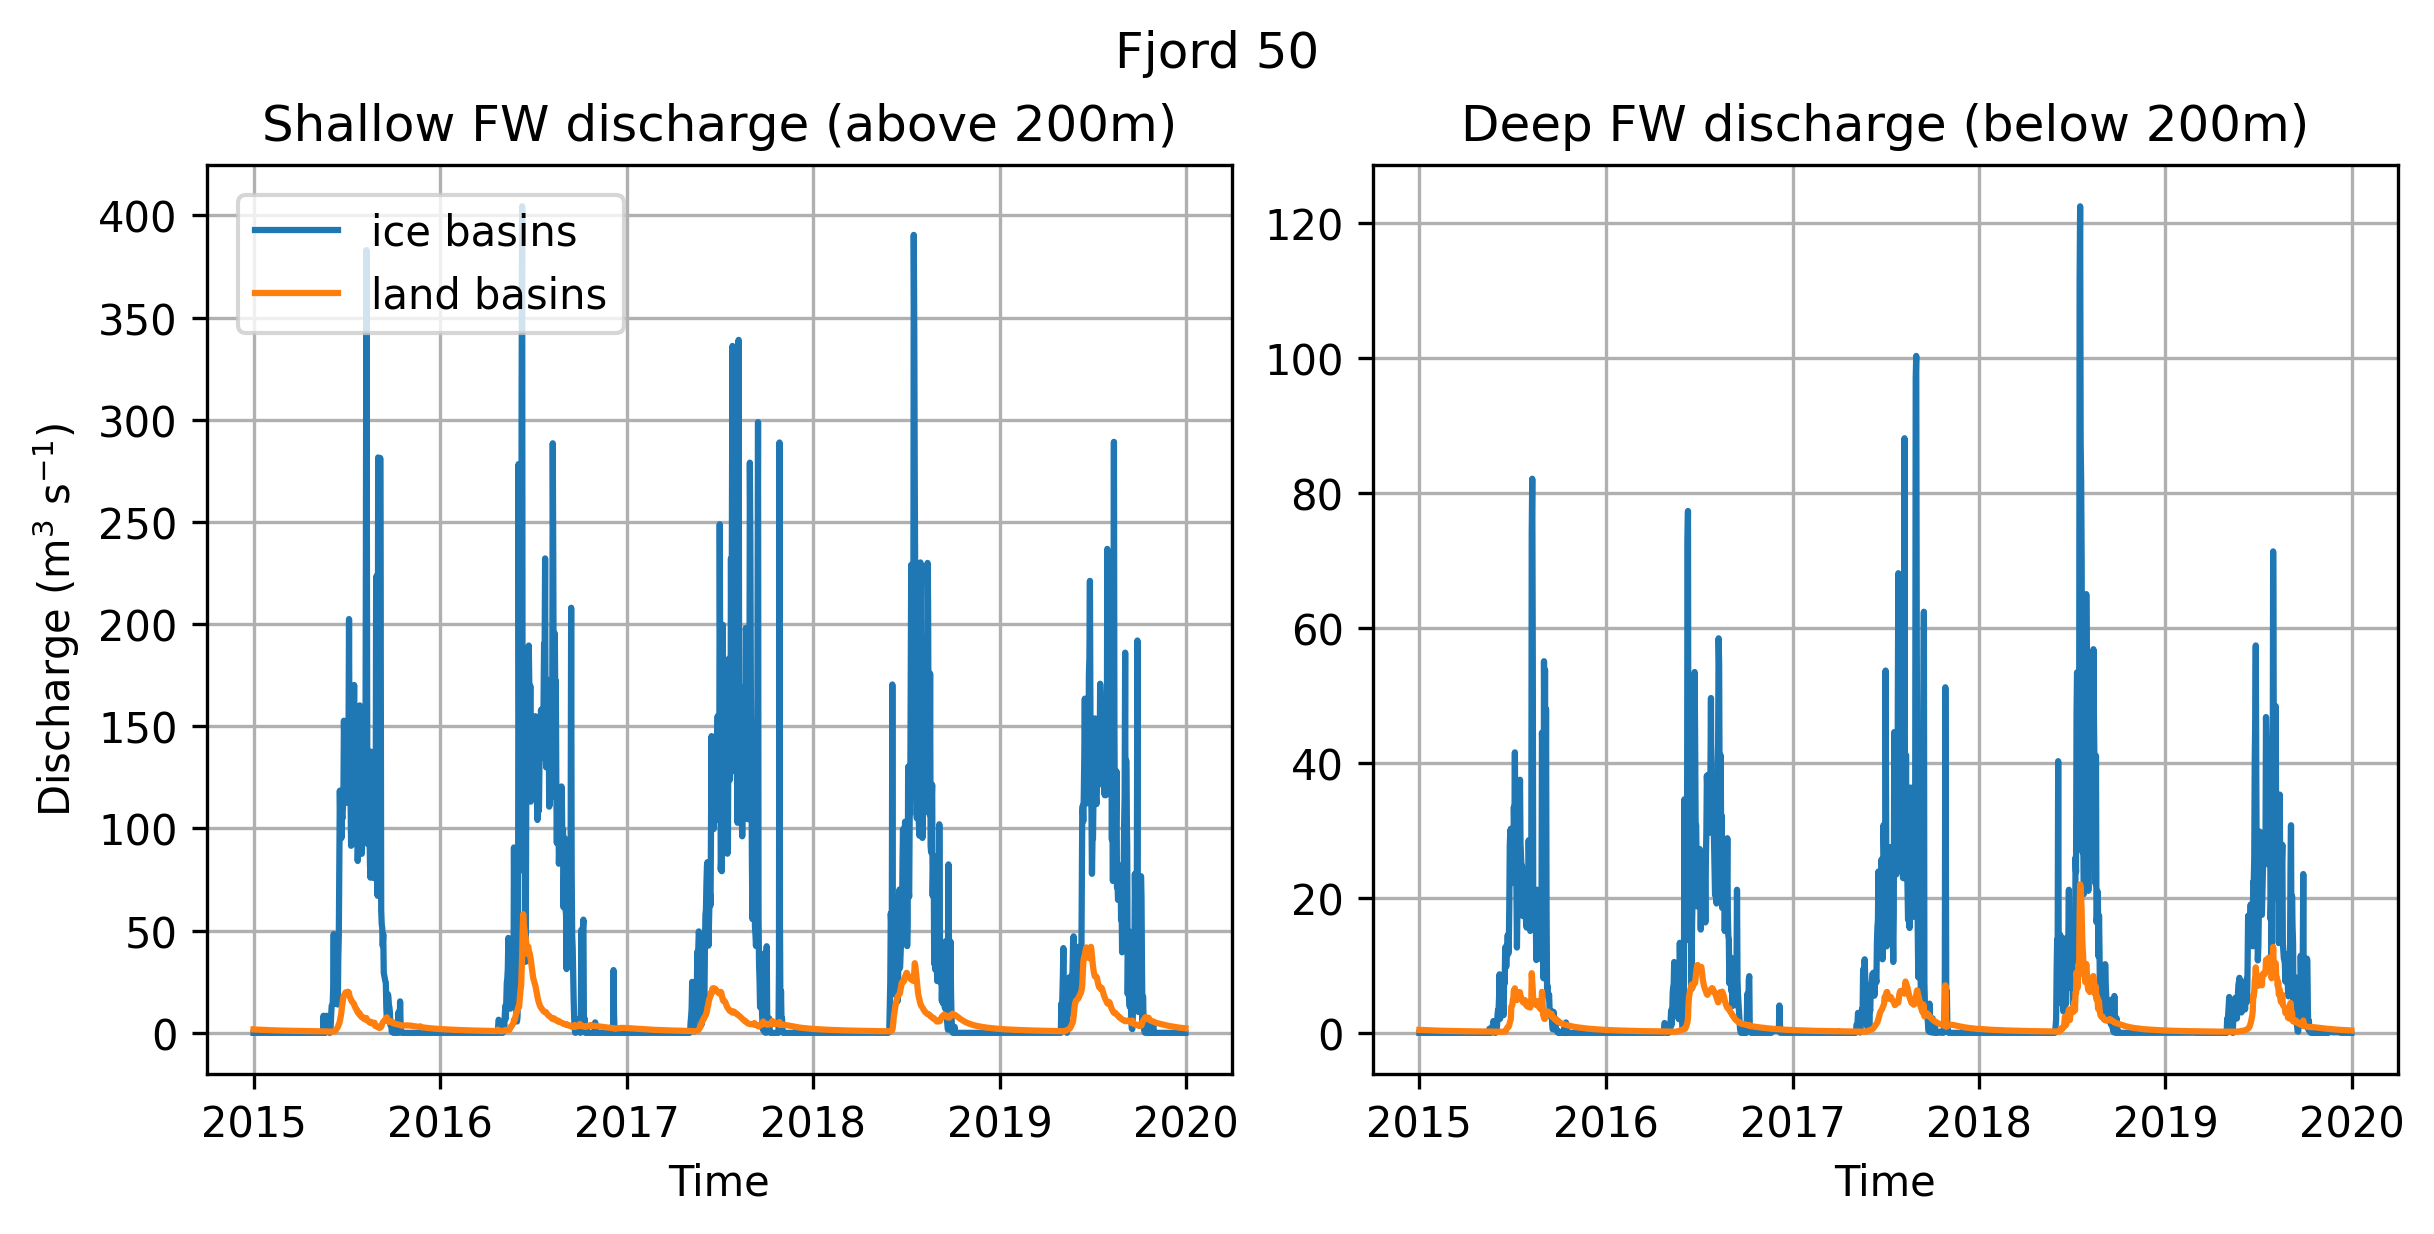 Fjord 50
Shallow FW discharge (above 200m)
Deep FW discharge (below 200m)
ice basins
land basins
Discharge (m³ s⁻¹)
400
350
300
250
200
150
100
50
0
2015 2016 2017 2018 2019 2020
Time
120
100
80
60
40
20
0
2015 2016 2017 2018 2019 2020
Time